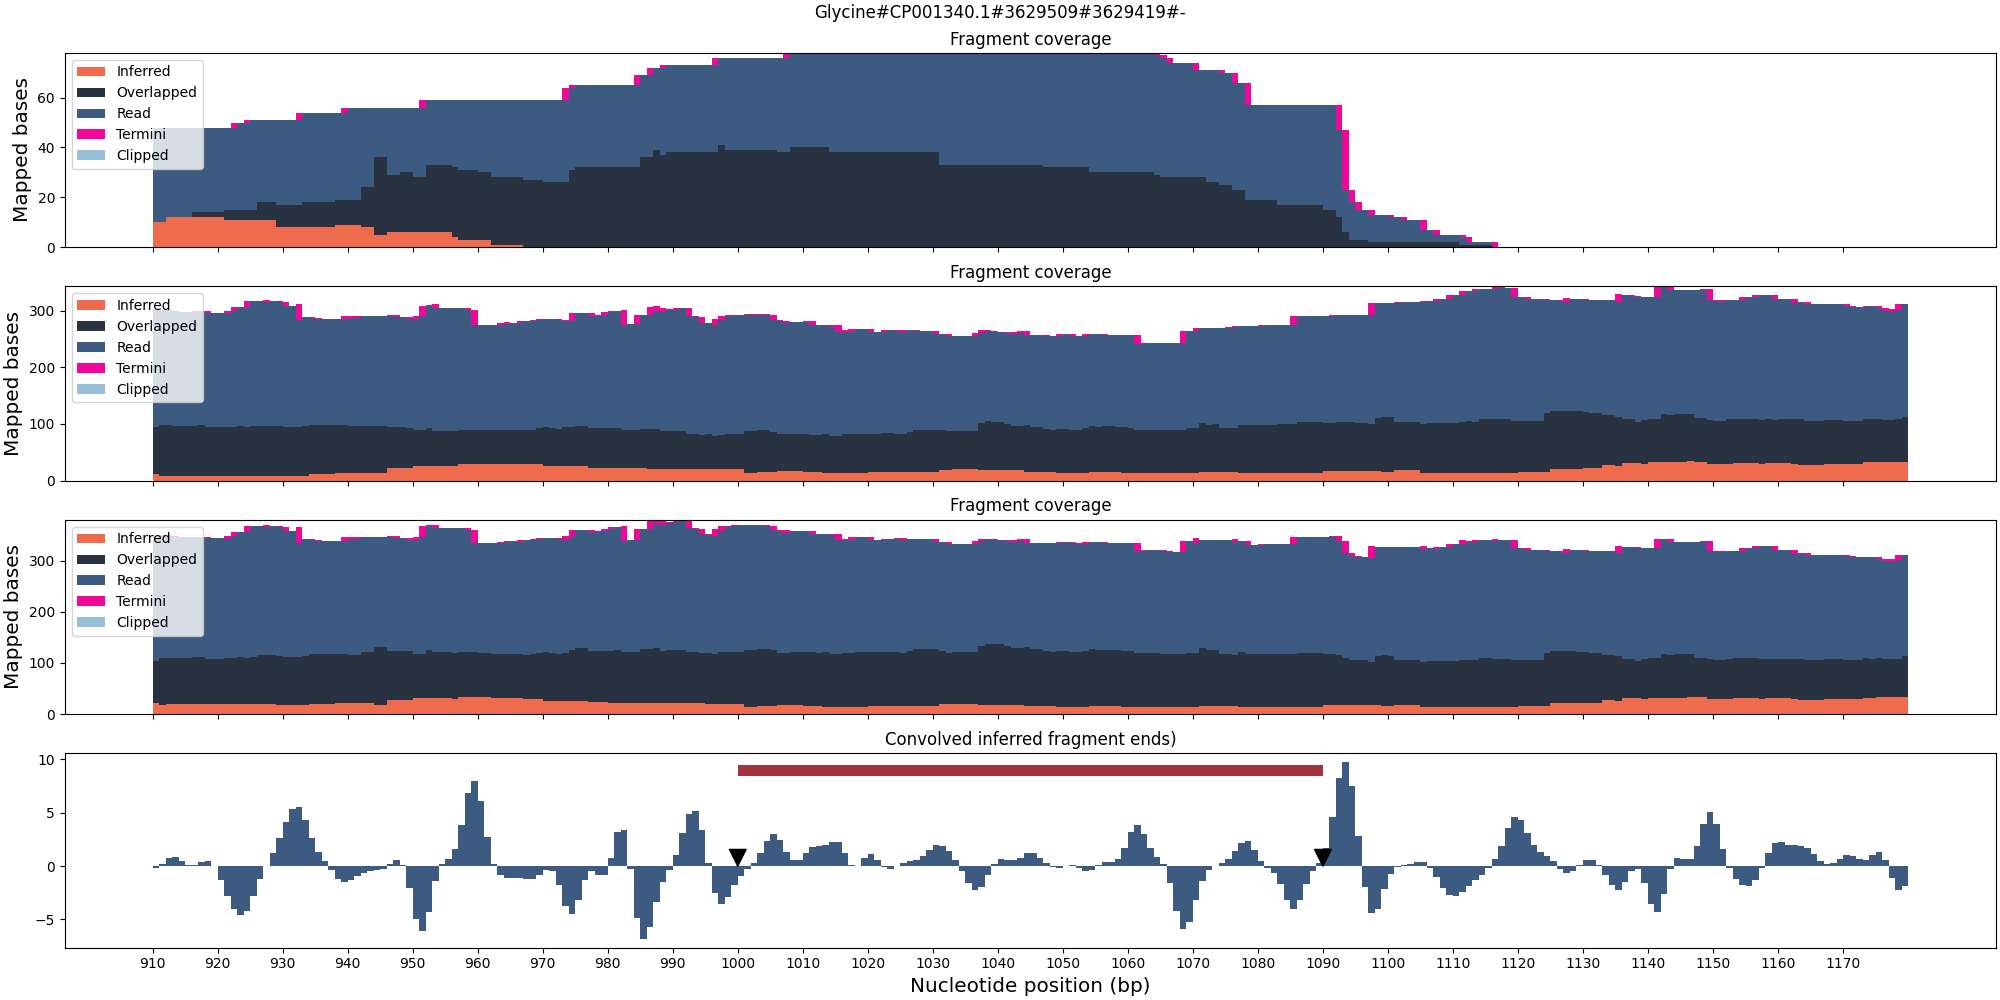 Glycine#CP001340.1#3629509#3629419#-
Fragment coverage
Mapped bases
60
40
20
0
Inferred
Overlapped
Read
Termini
Clipped
Fragment coverage
Mapped bases
300
200
100
0
Inferred
Overlapped
Read
Termini
Clipped
Fragment coverage
Mapped bases
300
200
100
0
Inferred
Overlapped
Read
Termini
Clipped
Convolved inferred fragment ends)
10
5
0
−5
910 920 930 940 950 960 970 980 990 1000 1010 1020 1030 1040 1050 1060 1070 1080 1090 1100 1110 1120 1130 1140 1150 1160 1170
Nucleotide position (bp)